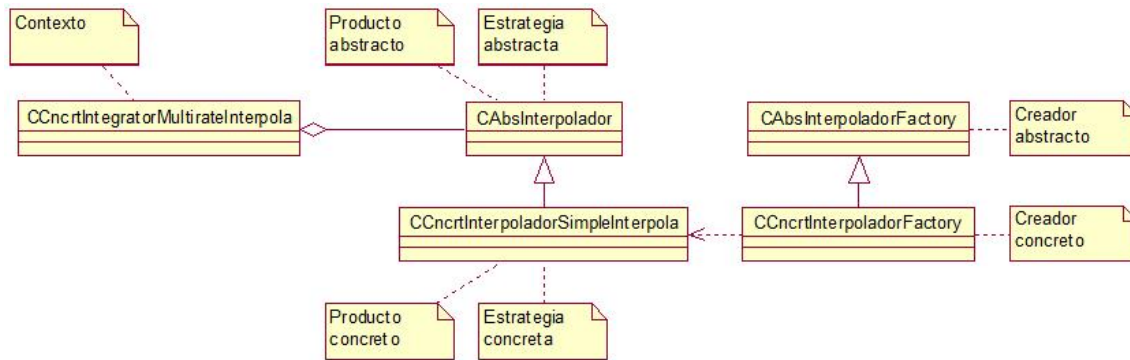 Contexto
Producto
abstracto
Estrategia
abstracta
CCncrtIntegratorMultirateInterpola
CAbsInterpolador
CAbsInterpoladorFactory
Creador
abstracto
CCncrtInterpoladorSimpleInterpola
CCncrtInterpoladorFactory
Creador
concreto
Producto
concreto
Estrategia
concreta